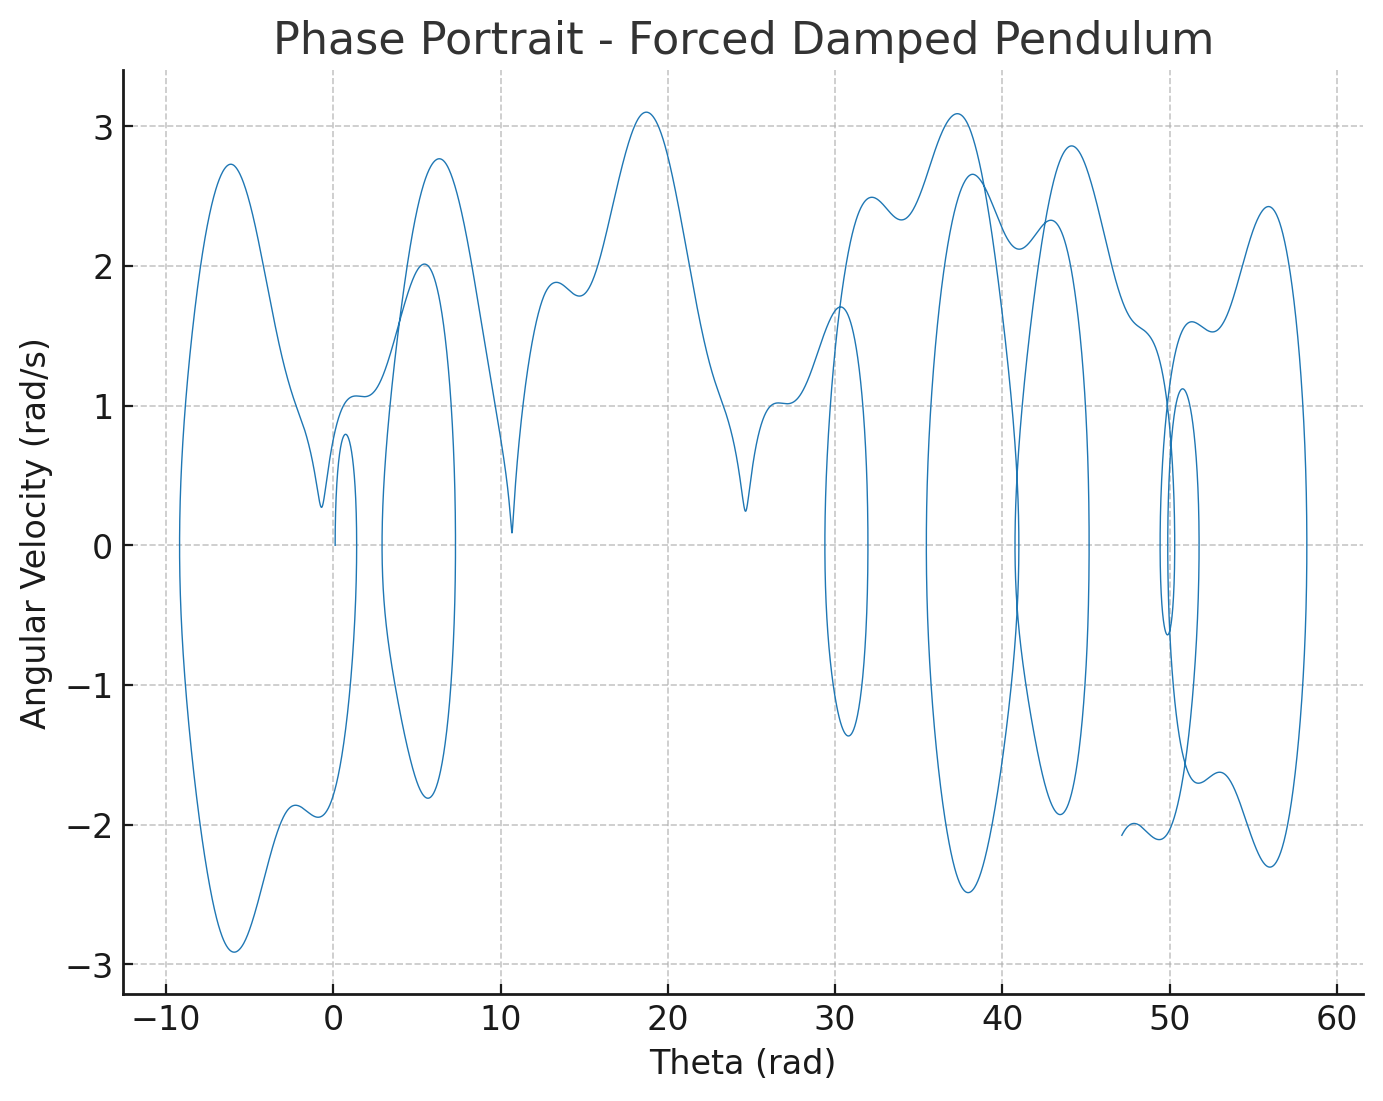 Phase Portrait - Forced Damped Pendulum
3
2
1
0
−1
−2
−3
Angular Velocity (rad/s)
−10 0 10 20 30 40 50 60
Theta (rad)